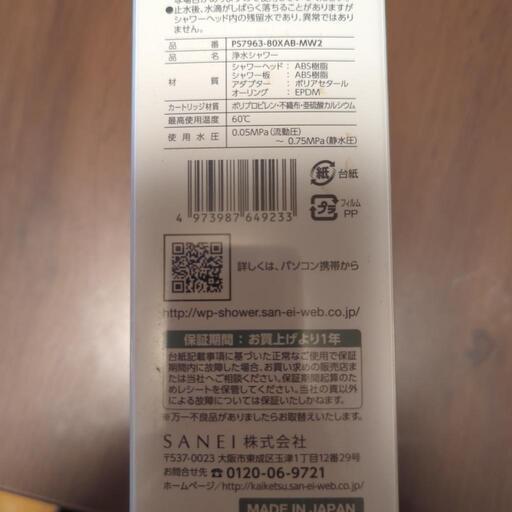 ●止水後、水滴がしばらく落ちることがありますが
シャワーヘッド内の残留水であり、異常ではあり
ません。
品番 PS7963-80XAB-MW2
品名 浄水シャワー
材質 シャワーヘッド：ABS樹脂
シャワー板：ABS樹脂
アダプター：ポリアセタール
オーリング：EPDM
カートリッジ材質 ポリプロピレン・不織布・亜硫酸カルシウム
最高使用温度 60℃
使用水圧 0.05MPa（流動圧）
～0.75MPa（静水圧）
紙 台紙
プラ フィルム
PP
4 973987 649233
詳しくは、パソコン携帯から
http://wp-shower.san-ei-web.co.jp/
保証期間：お買上げより1年
台紙記載事項に基づいた正常なご使用で保証
期間内に故障した場合、お買い求めの販売店ま
たは当社へご相談ください。保証期間起算のた
めレシートを保管してください。当社の責以外
による故障については保証いたしかねます。
※万一不良品がありましたらお取替えいたします。
SANEI 株式会社
〒537-0023 大阪市東成区玉津1丁目12番29号
お問合せ先 0120-06-9721
ホームページ／http://kaiketsu.san-ei-web.co.jp/
MADE IN JAPAN